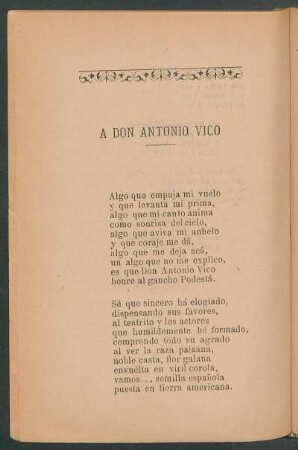 A DON ANTONIO VICO
Algo que empuja mi vuelo
y que levanta mi prima,
algo que mi canto anima
como sonrisa del cielo,
algo que aviva mi anhelo
y que coraje me dá,
algo que me deja acá,
un algo que no me explico,
es que Don Antonio Vico
honre al gaucho Podestá.
Sé que sincero há elogiado,
dispensando sus favores,
al teatrito y los actores
que humildemente hé formado,
comprendo todo su agrado
al ver la raza paisana,
noble casta, flor galana
envuelta en viril corola,
vamos... semilla española
puesta en tierra americana.